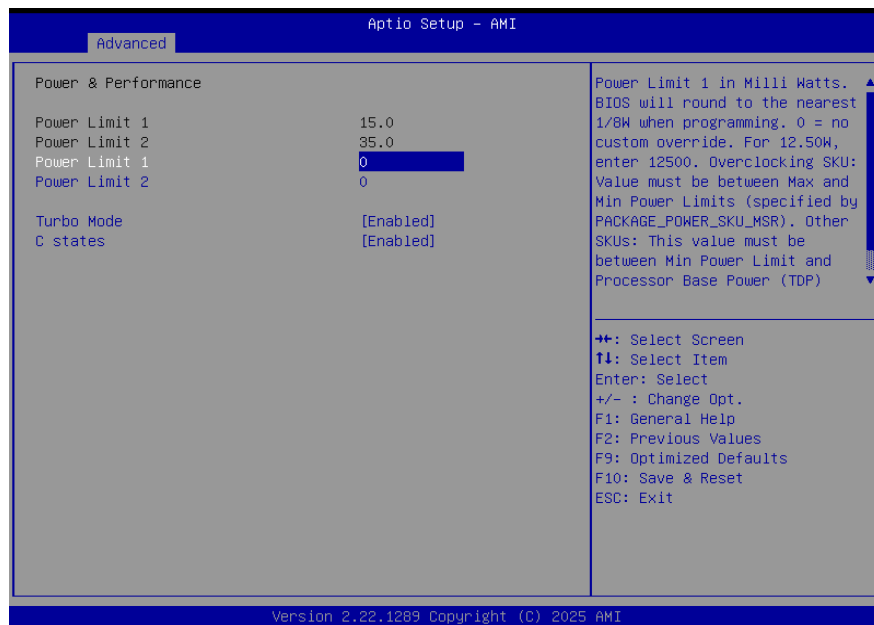 Aptio Setup – AMI
Advanced
Power & Performance
Power Limit 1 15.0
Power Limit 2 35.0
Power Limit 1 0
Power Limit 2 0
Turbo Mode [Enabled]
C states [Enabled]
Power Limit 1 in Milli Watts.
BIOS will round to the nearest
1/8W when programming. 0 = no
custom override. For 12.50W,
enter 12500. Overclocking SKU:
Value must be between Max and
Min Power Limits (specified by
PACKAGE_POWER_SKU_MSR). Other
SKUs: This value must be
between Min Power Limit and
Processor Base Power (TDP)
→←: Select Screen
↑↓: Select Item
Enter: Select
+/- : Change Opt.
F1: General Help
F2: Previous Values
F9: Optimized Defaults
F10: Save & Reset
ESC: Exit
Version 2.22.1289 Copyright (C) 2025 AMI